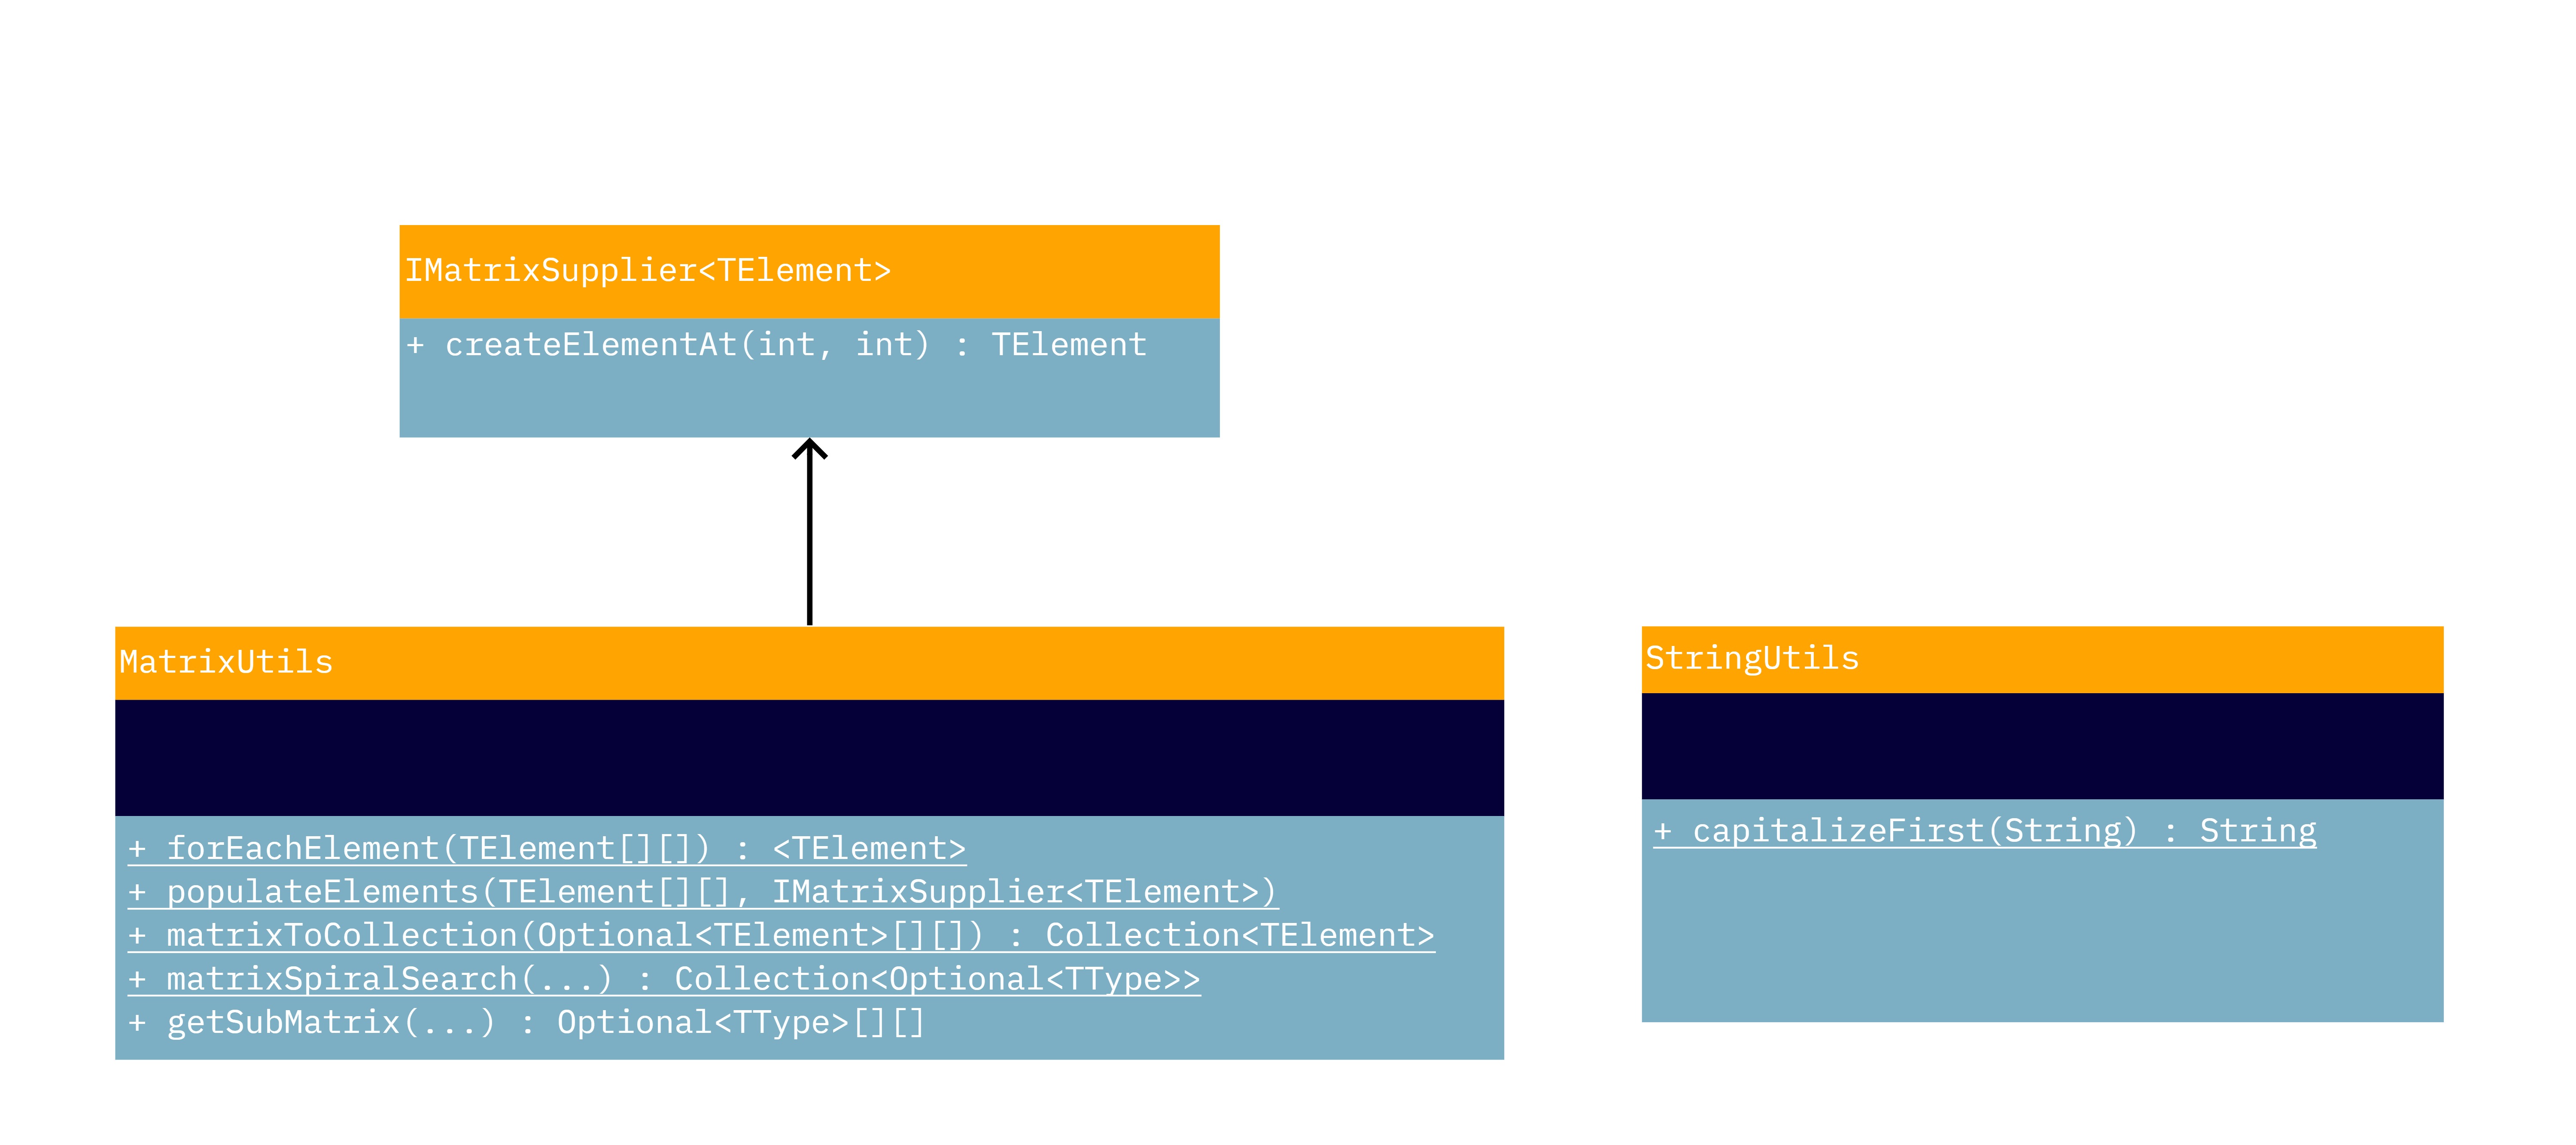 IMatrixSupplier<TElement>
+ createElementAt(int, int) : TElement
MatrixUtils
+ forEachElement(TElement[][]) : <TElement>
+ populateElements(TElement[][], IMatrixSupplier<TElement>)
+ matrixToCollection(Optional<TElement>[][]) : Collection<TElement>
+ matrixSpiralSearch(...) : Collection<Optional<TType>>
+ getSubMatrix(...) : Optional<TType>[][]
StringUtils
+ capitalizeFirst(String) : String